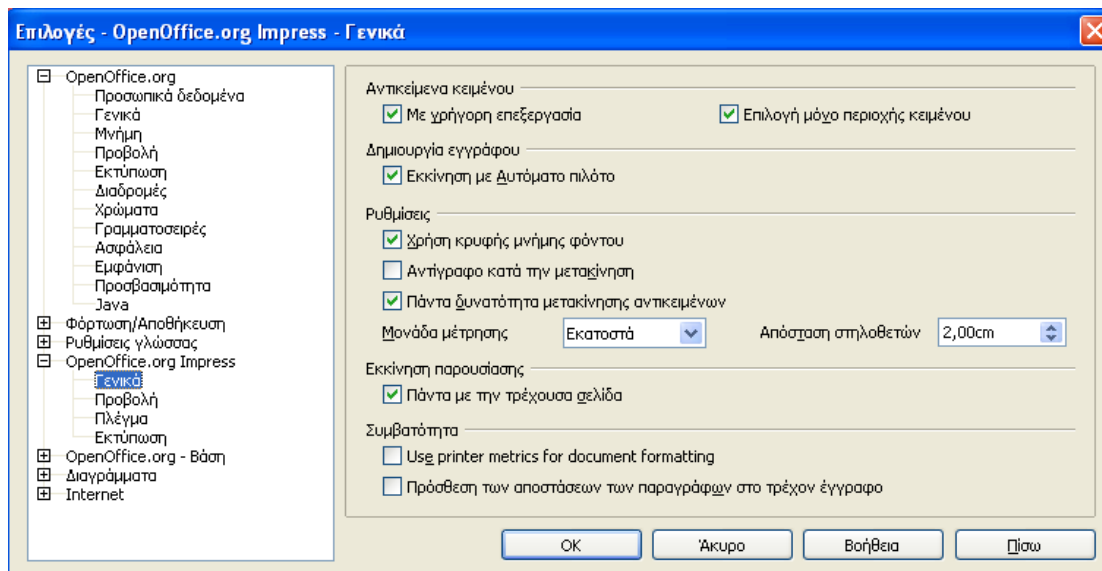 Επιλογές - OpenOffice.org Impress - Γενικά
OpenOffice.org
Προσωπικά δεδομένα
Γενικά
Μνήμη
Προβολή
Εκτύπωση
Διαδρομές
Χρώματα
Γραμματοσειρές
Ασφάλεια
Εμφάνιση
Προσβασιμότητα
Java
Φόρτωση/Αποθήκευση
Ρυθμίσεις γλώσσας
OpenOffice.org Impress
Γενικά
Προβολή
Πλέγμα
Εκτύπωση
OpenOffice.org - Βάση
Διαγράμματα
Internet
Αντικείμενα κειμένου
Με γρήγορη επεξεργασία
Επιλογή μόνο περιοχής κειμένου
Δημιουργία εγγράφου
Εκκίνηση με Αυτόματο πιλότο
Ρυθμίσεις
Χρήση κρυφής μνήμης φόντου
Αντίγραφο κατά την μετακίνηση
Πάντα δυνατότητα μετακίνησης αντικειμένων
Μονάδα μέτρησης Εκατοστά Απόσταση στηλοθετών 2,00cm
Εκκίνηση παρουσίασης
Πάντα με την τρέχουσα σελίδα
Συμβατότητα
Use printer metrics for document formatting
Πρόσθεση των αποστάσεων των παραγράφων στο τρέχον έγγραφο
OK Άκυρο Βοήθεια Πίσω